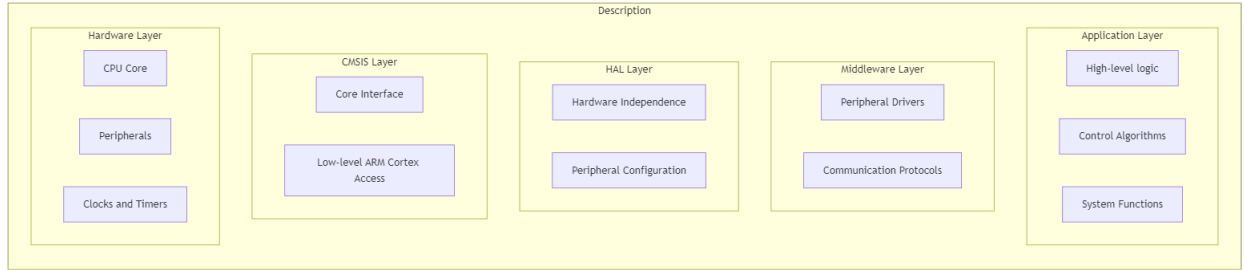 Description
Hardware Layer
CPU Core
Peripherals
Clocks and Timers
CMSIS Layer
Core Interface
Low-level ARM Cortex
Access
HAL Layer
Hardware Independence
Peripheral Configuration
Middleware Layer
Peripheral Drivers
Communication Protocols
Application Layer
High-level logic
Control Algorithms
System Functions